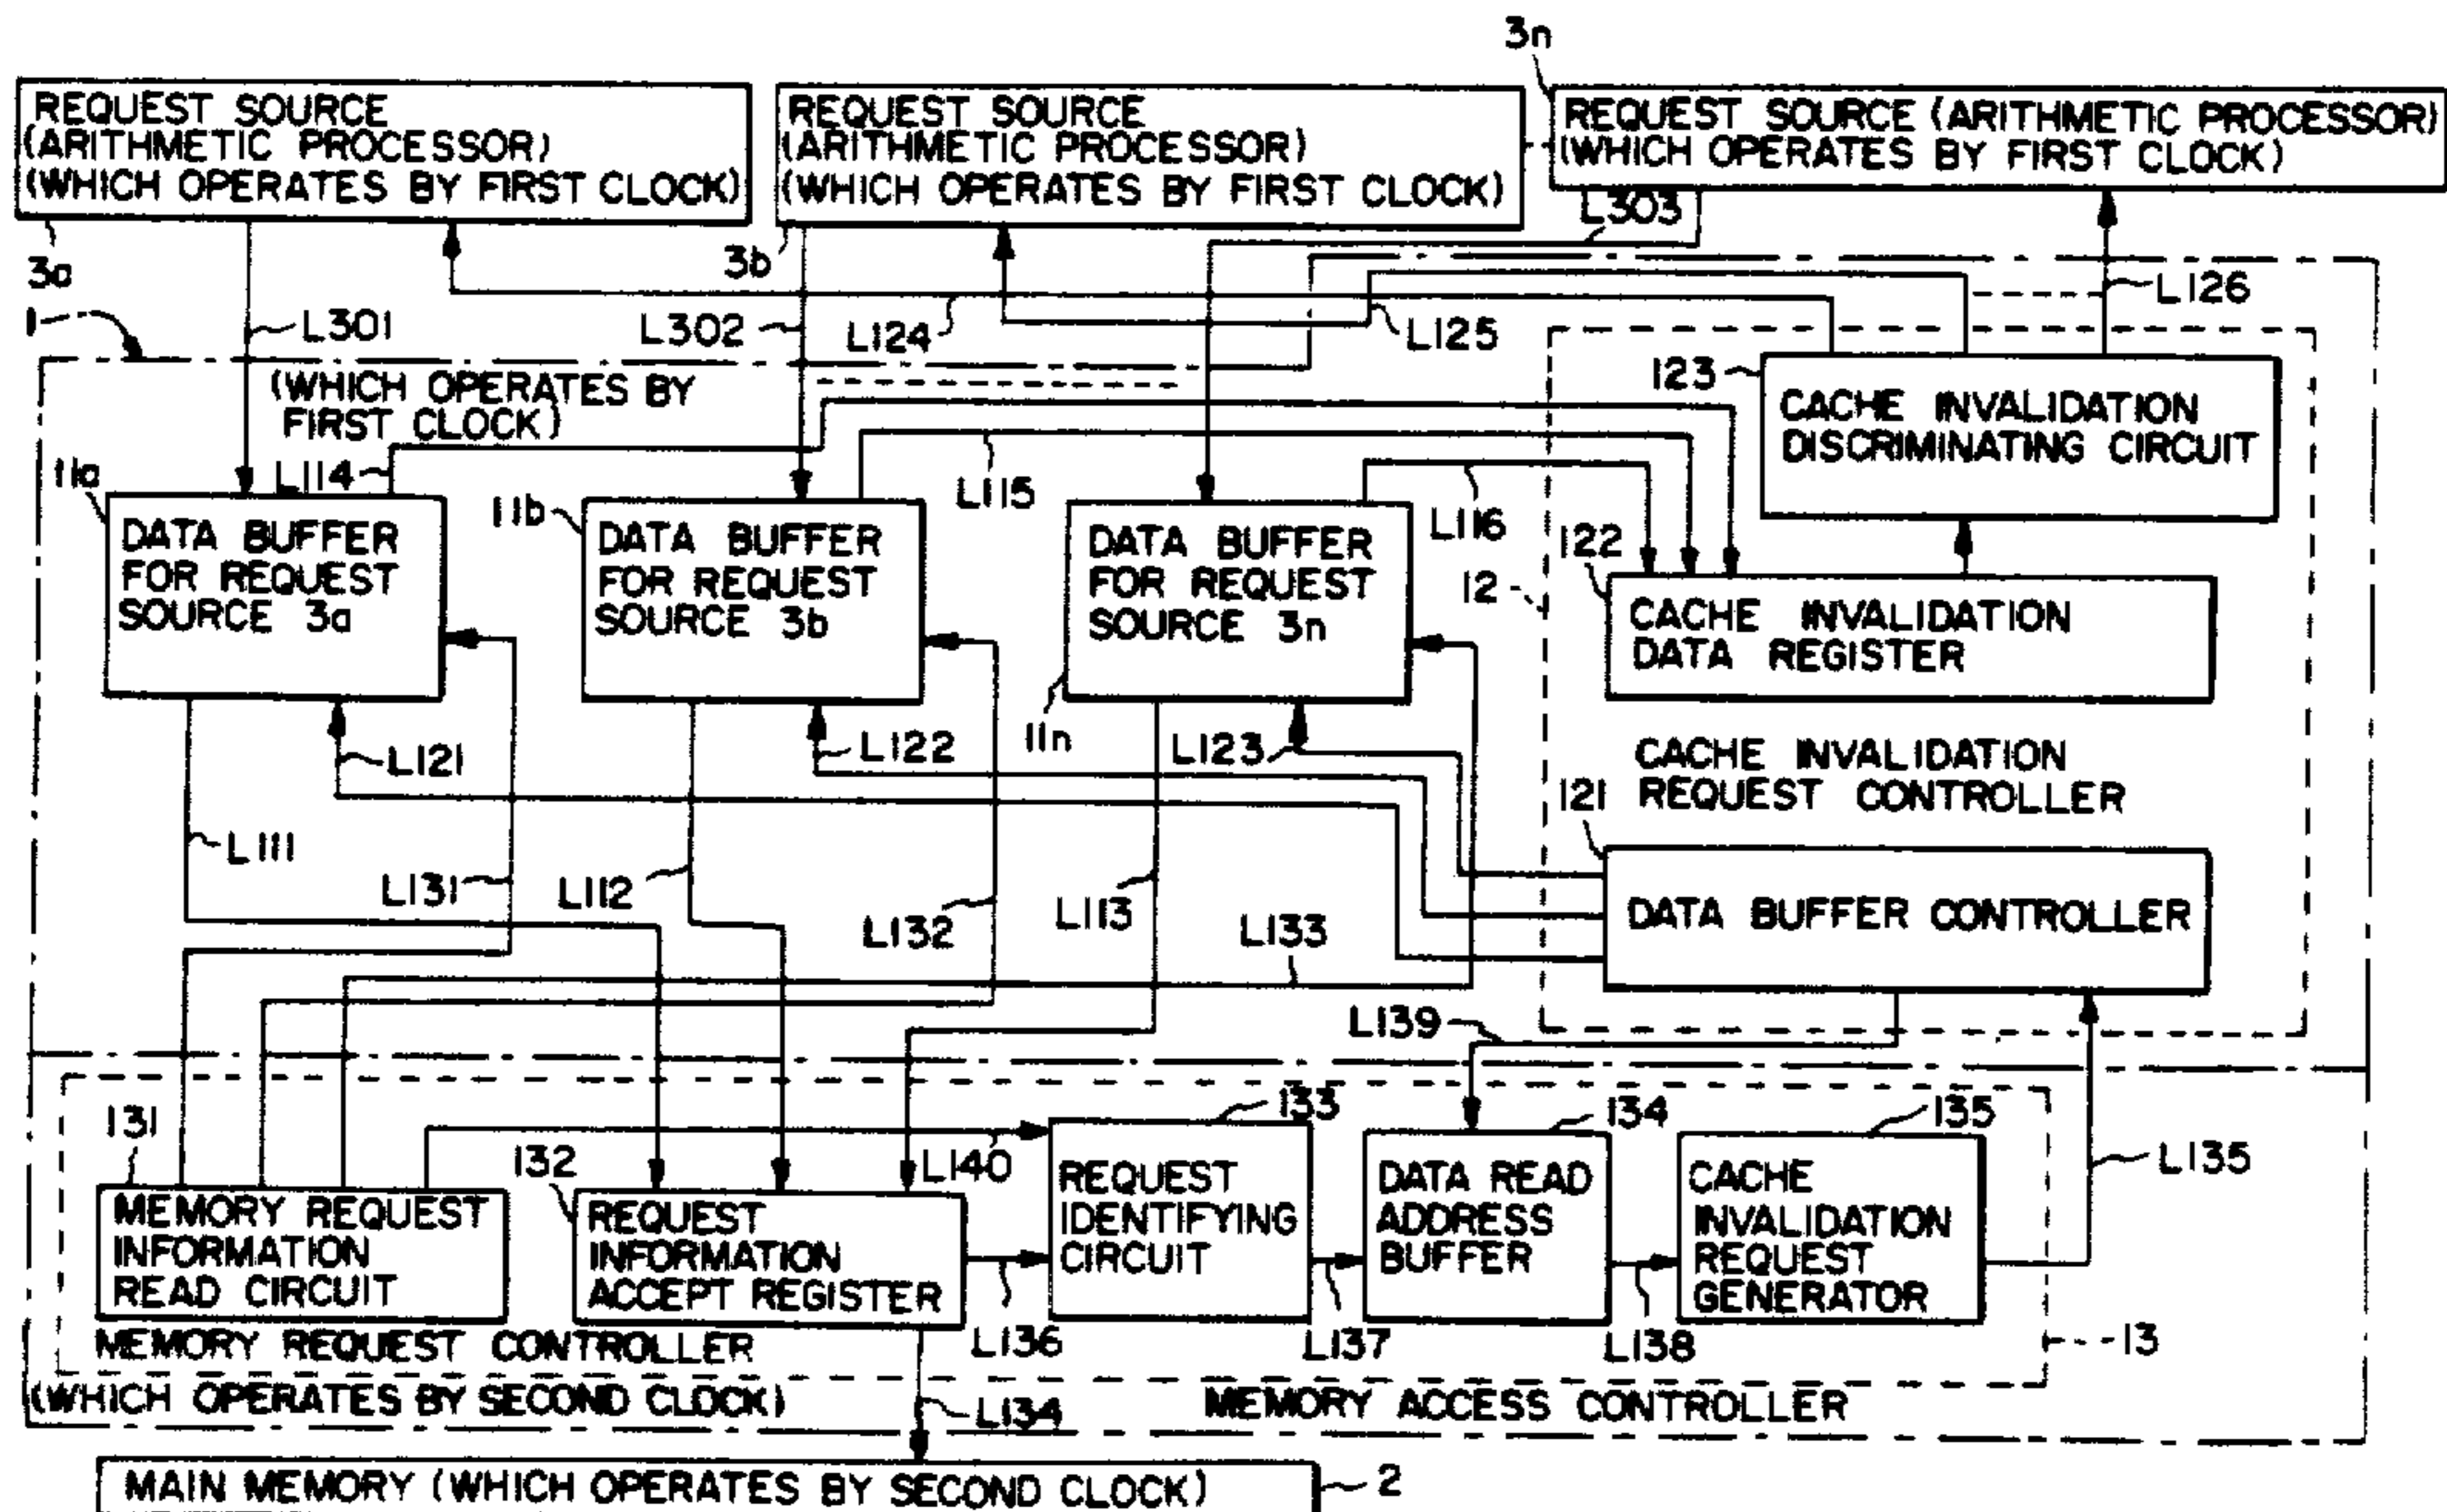 3n
REQUEST SOURCE
(ARITHMETIC PROCESSOR)
(WHICH OPERATES BY FIRST CLOCK)
REQUEST SOURCE
(ARITHMETIC PROCESSOR)
(WHICH OPERATES BY FIRST CLOCK)
REQUEST SOURCE (ARITHMETIC PROCESSOR)
(WHICH OPERATES BY FIRST CLOCK)
3a
3b
L303
1
L301
L302
L124
L125
L126
(WHICH OPERATES BY
FIRST CLOCK)
123
CACHE INVALIDATION
DISCRIMINATING CIRCUIT
11a
L114
11b
L115
L116
DATA BUFFER
FOR REQUEST
SOURCE 3a
DATA BUFFER
FOR REQUEST
SOURCE 3b
DATA BUFFER
FOR REQUEST
SOURCE 3n
122
12
CACHE INVALIDATION
DATA REGISTER
L121
L122
11n
L123
CACHE INVALIDATION
REQUEST CONTROLLER
121
L111
L131
L112
L132
L113
L133
DATA BUFFER CONTROLLER
L139
131
132
L140
133
134
135
L135
MEMORY REQUEST
INFORMATION
READ CIRCUIT
REQUEST
INFORMATION
ACCEPT REGISTER
REQUEST
IDENTIFYING
CIRCUIT
DATA READ
ADDRESS
BUFFER
CACHE
INVALIDATION
REQUEST
GENERATOR
L136
L137
L138
13
MEMORY REQUEST CONTROLLER
(WHICH OPERATES BY SECOND CLOCK)
L134
MEMORY ACCESS CONTROLLER
MAIN MEMORY (WHICH OPERATES BY SECOND CLOCK)
2